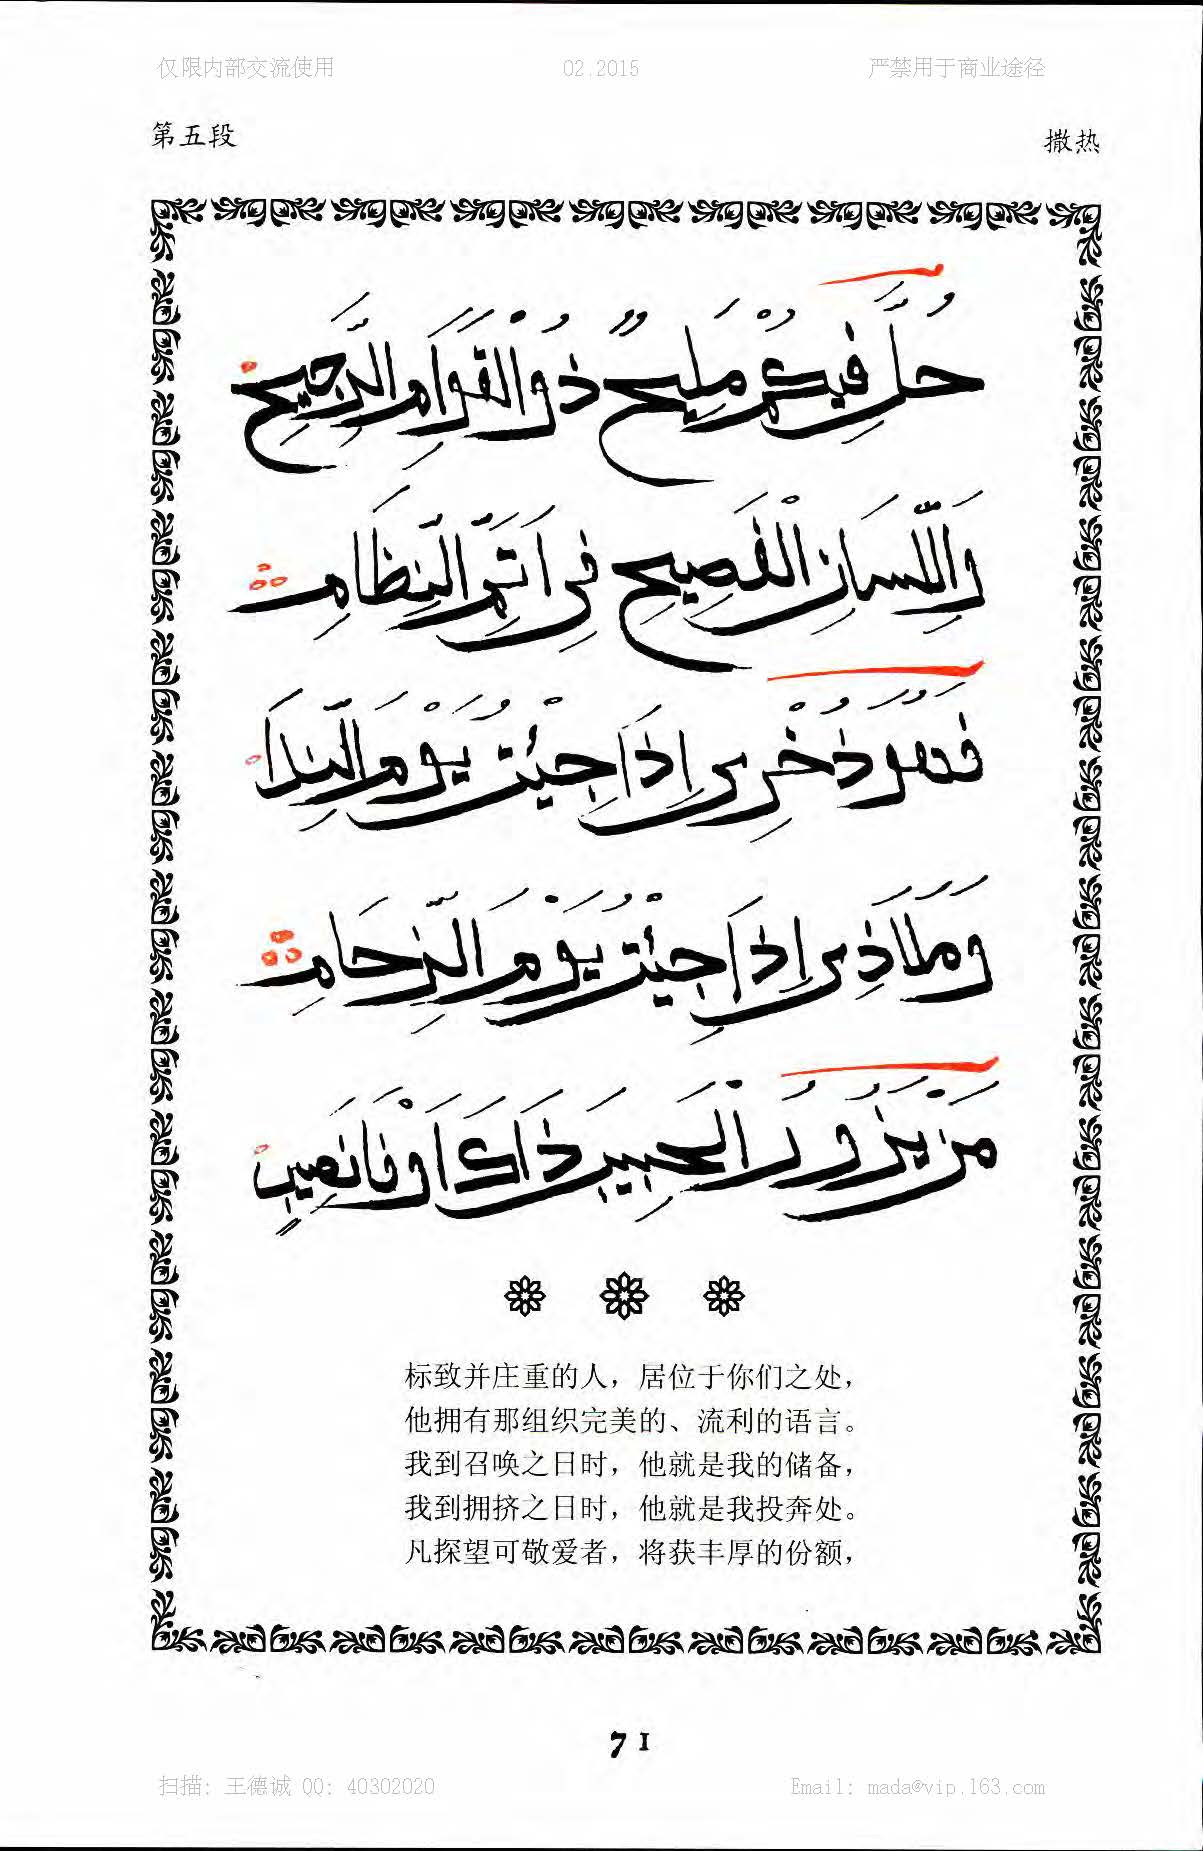 仅限内部交流使用 02.2015 严禁用于商业途径
第五段 撒热
حُلَّ فِيكُمْ مَلِيحٌ ذُو الْقَوَامِ الرَّجِيحِ
وَاللِّسَانِ الْفَصِيحِ فِي اَتَمِّ النِّظَامِ
فَهُوَ ذُخْرِي اِذَا جِئْتُ يَوْمَ النِّدَا
وَمَلَاذِي اِذَا جِئْتُ يَوْمَ الزِّحَامِ
مَنْ يَزُورُ الْحَبِيبَ ذَاكَ اَوْفَا نَصِيبٍ
标致并庄重的人，居位于你们之处，
他拥有那组织完美的、流利的语言。
我到召唤之日时，他就是我的储备，
我到拥挤之日时，他就是我投奔处。
凡探望可敬爱者，将获丰厚的份额，
71
扫描: 王德诚 QQ: 40302020 Email: mada@vip.163.com